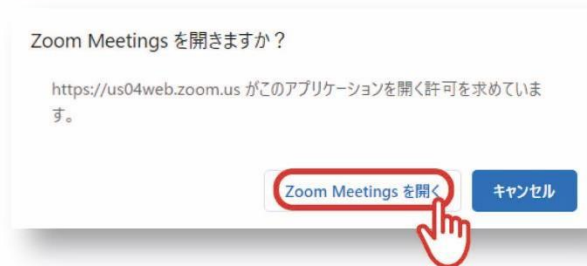 Zoom Meetings を開きますか？
https://us04web.zoom.us がこのアプリケーションを開く許可を求めていま
す。
Zoom Meetings を開く
キャンセル